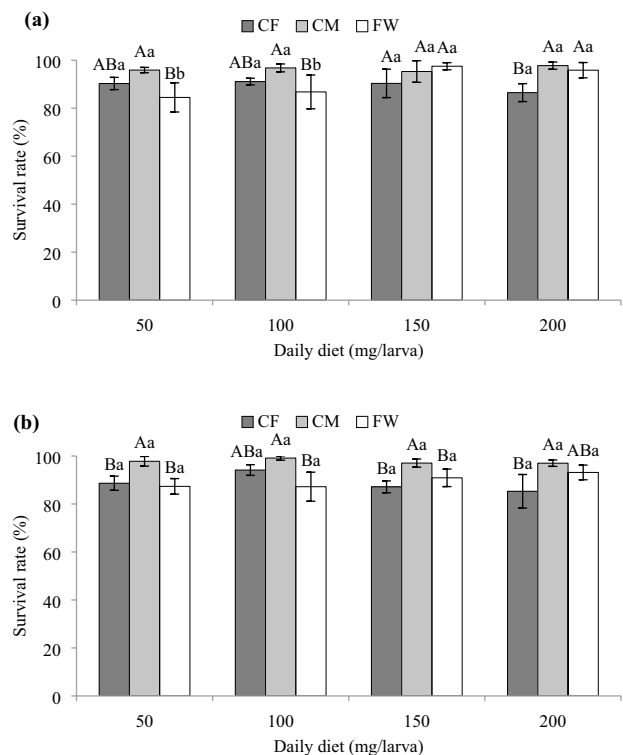 (a)
CF CM FW
ABa Aa Bb ABa Aa Bb Aa Aa Aa Ba Aa Aa
100
80
60
40
20
0
Survival rate (%)
50 100 150 200
Daily diet (mg/larva)
(b)
CF CM FW
Ba Aa Ba ABa Aa Ba Ba Aa Ba Ba Aa ABa
100
80
60
40
20
0
Survival rate (%)
50 100 150 200
Daily diet (mg/larva)